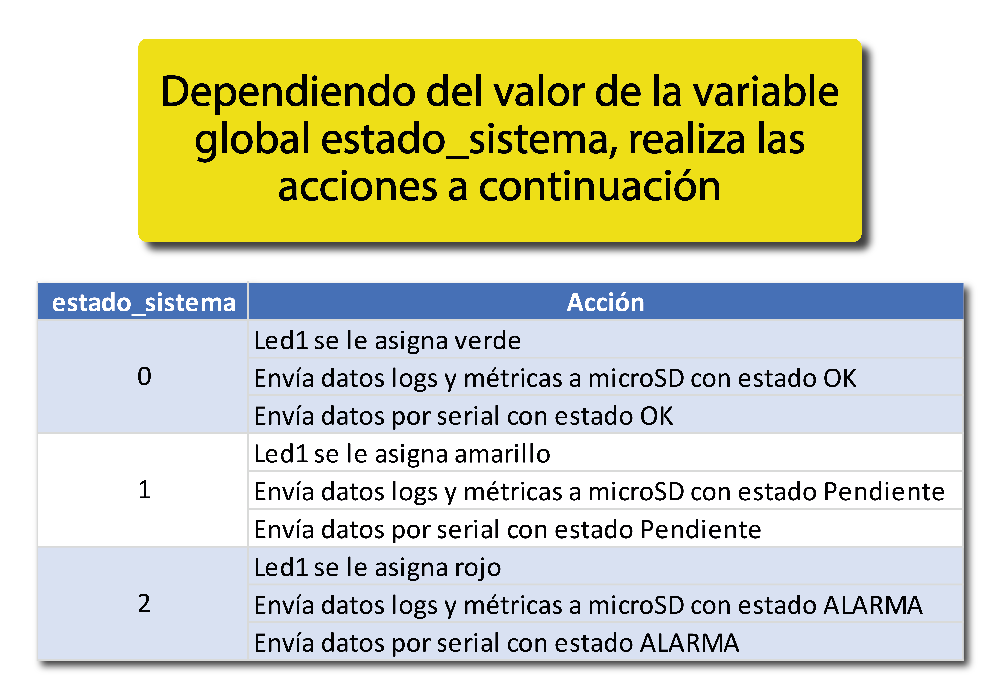 Dependiendo del valor de la variable
global estado_sistema, realiza las
acciones a continuación
estado_sistema Acción
0
Led1 se le asigna verde
Envía datos logs y métricas a microSD con estado OK
Envía datos por serial con estado OK
1
Led1 se le asigna amarillo
Envía datos logs y métricas a microSD con estado Pendiente
Envía datos por serial con estado Pendiente
2
Led1 se le asigna rojo
Envía datos logs y métricas a microSD con estado ALARMA
Envía datos por serial con estado ALARMA